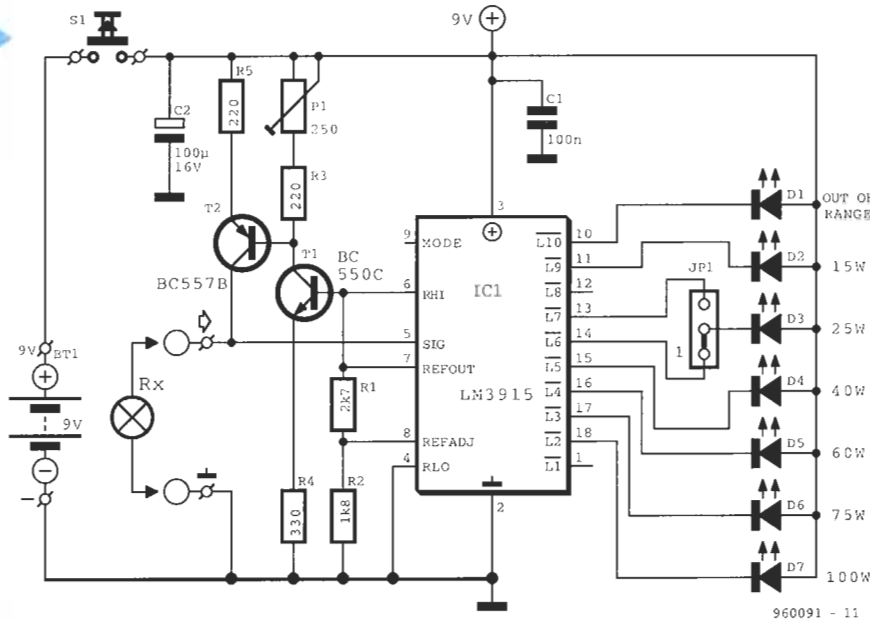 S1
9V
R5
220
P1
250
C2
100µ
16V
C1
100n
R3
220
T2
BC557B
T1
BC
550C
3
9
MODE
6
RHI
5
SIG
7
REFOUT
8
REFADJ
4
RLO
2
IC1
LM3915
L10
10
L9
11
L8
12
L7
13
L6
14
L5
15
L4
16
L3
17
L2
18
L1
1
JP1
1
D1
OUT OF
RANGE
D2
15W
D3
25W
D4
40W
D5
60W
D6
75W
D7
100W
9V
BT1
9V
Rx
R1
2k7
R2
1k8
R4
330
960091 - 11